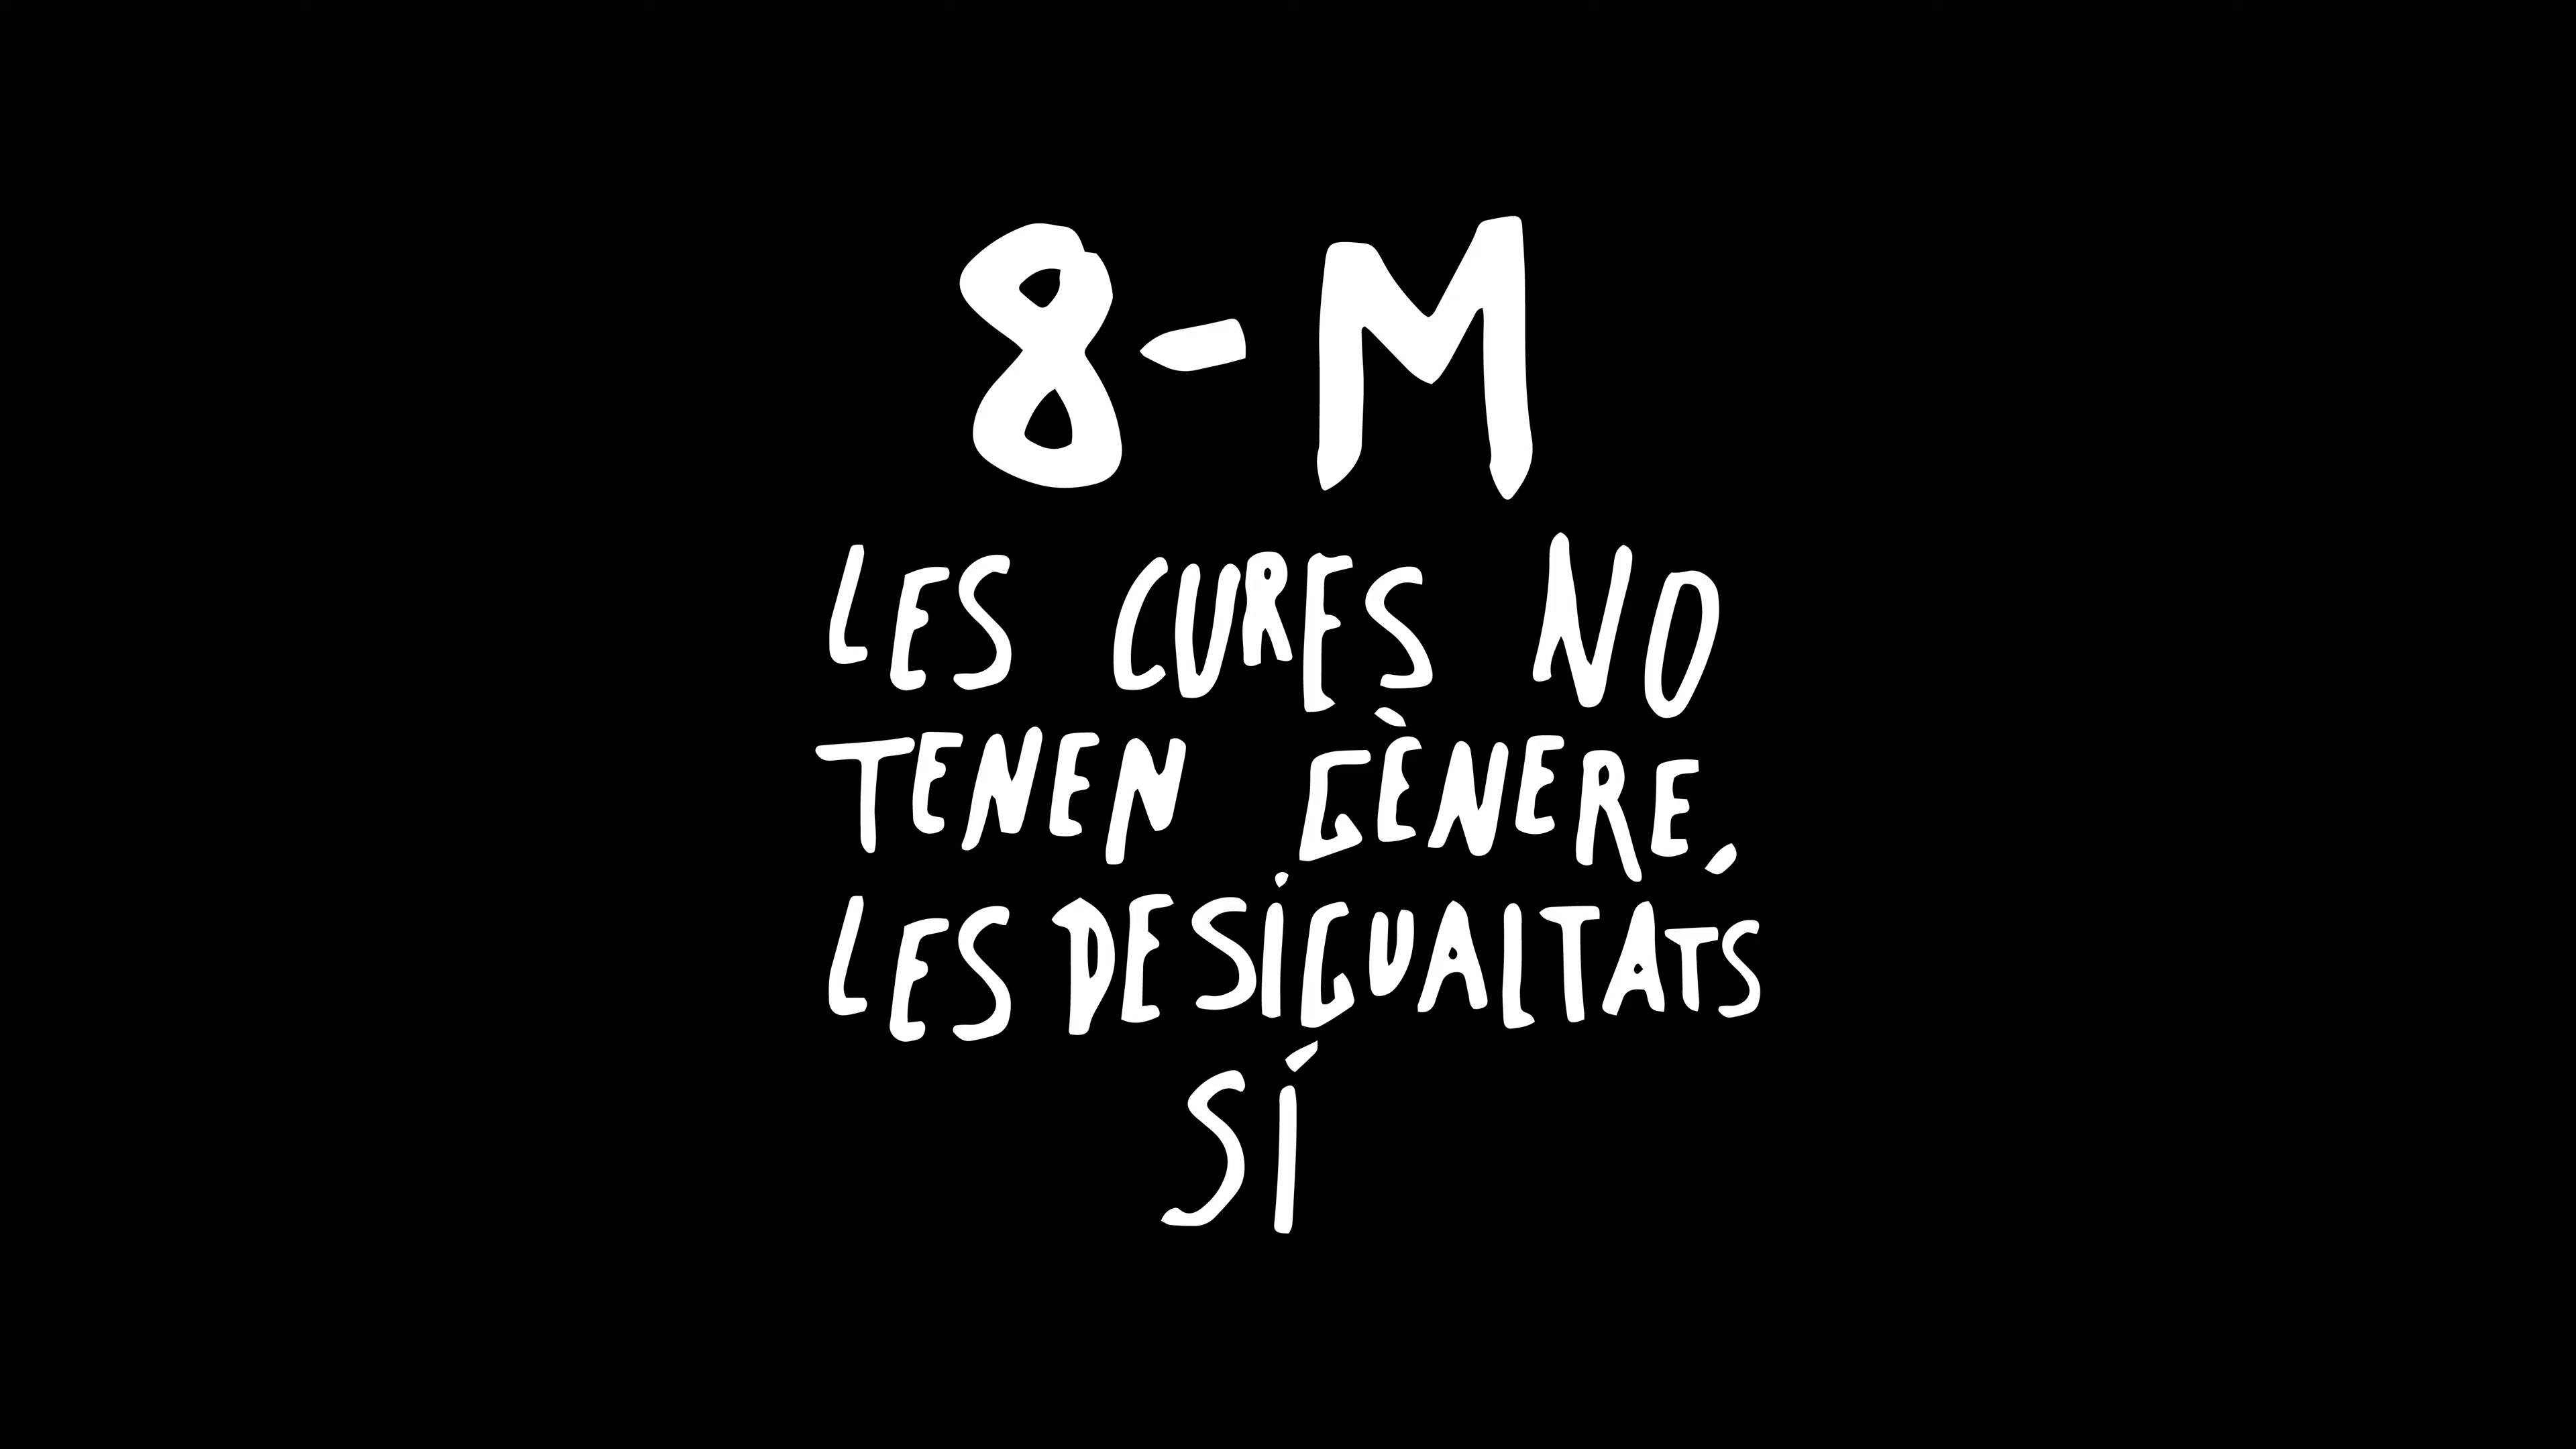 8-M
LES CURES NO
TENEN GÈNERE,
LES DESIGUALTATS
SÍ